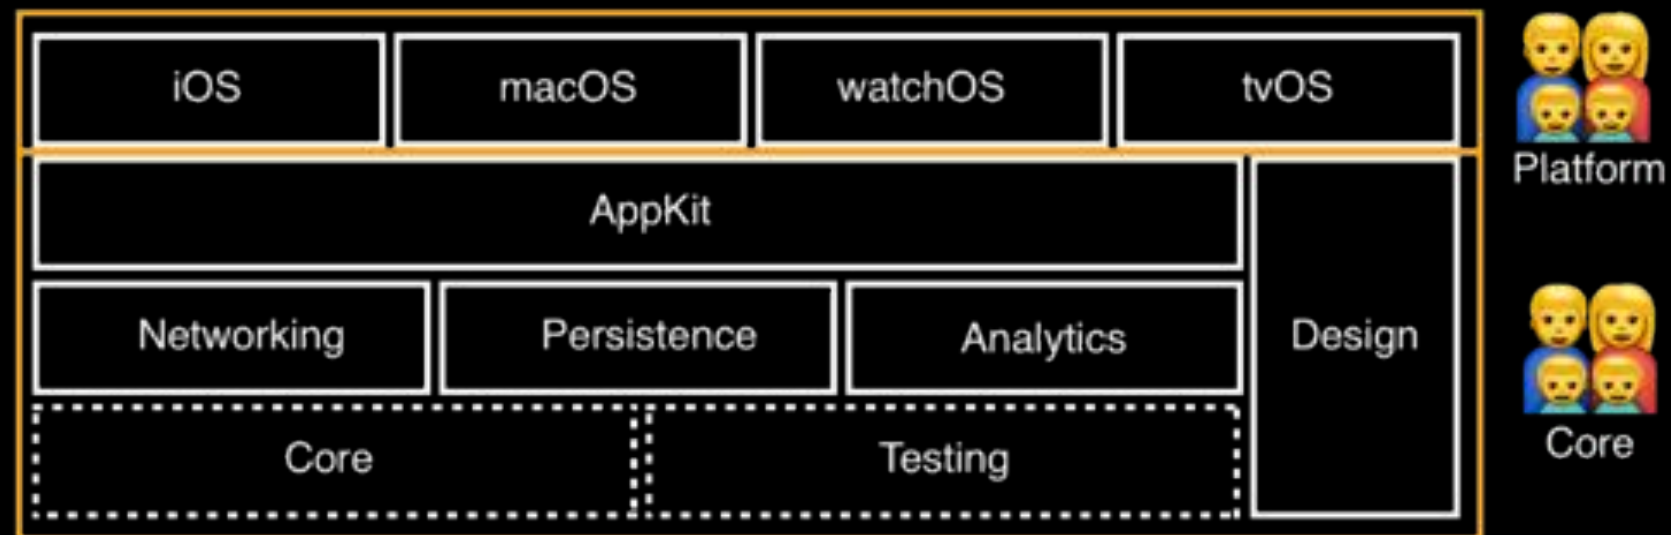 iOS
macOS
watchOS
tvOS
Platform
AppKit
Networking
Persistence
Analytics
Design
Core
Testing
Core